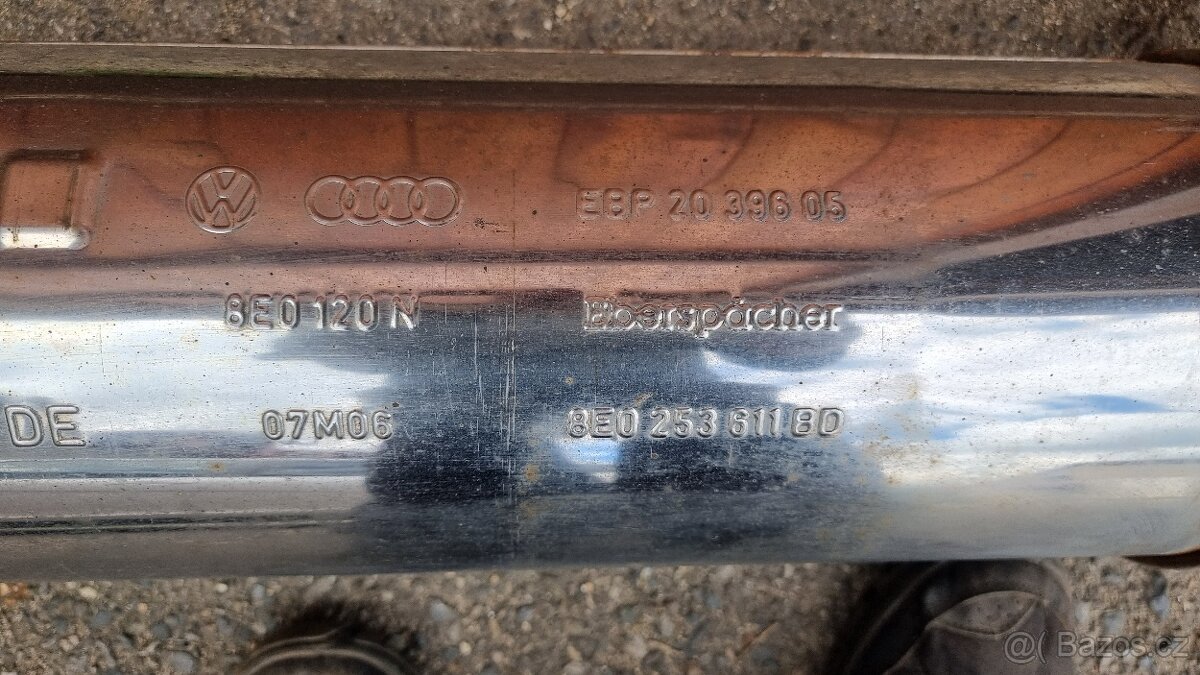 EBP 20 396 05
8E0 120 N
Eberspächer
DE
07M06
8E0 253 611 BD
@ Bazos.cz